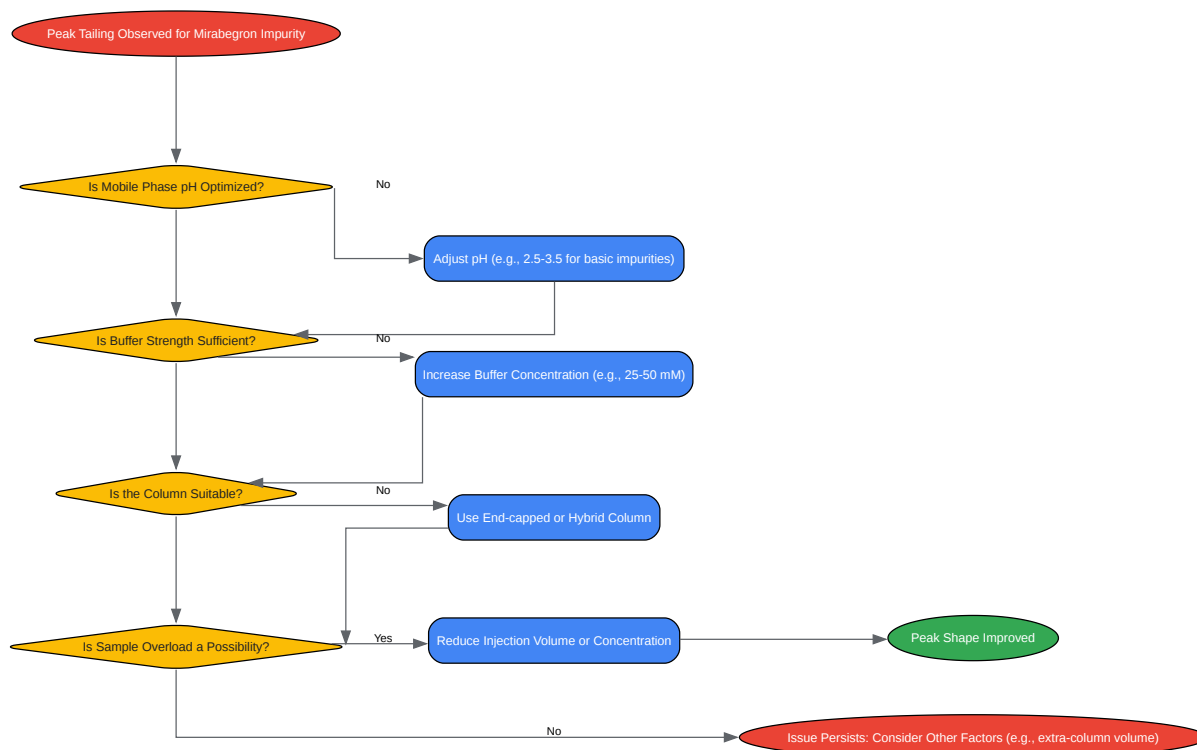 Peak Tailing Observed for Mirabegron Impurity
Is Mobile Phase pH Optimized?
No
Adjust pH (e.g., 2.5-3.5 for basic impurities)
Is Buffer Strength Sufficient?
No
Increase Buffer Concentration (e.g., 25-50 mM)
Is the Column Suitable?
No
Use End-capped or Hybrid Column
Is Sample Overload a Possibility?
Yes
Reduce Injection Volume or Concentration
Peak Shape Improved
No
Issue Persists: Consider Other Factors (e.g., extra-column volume)